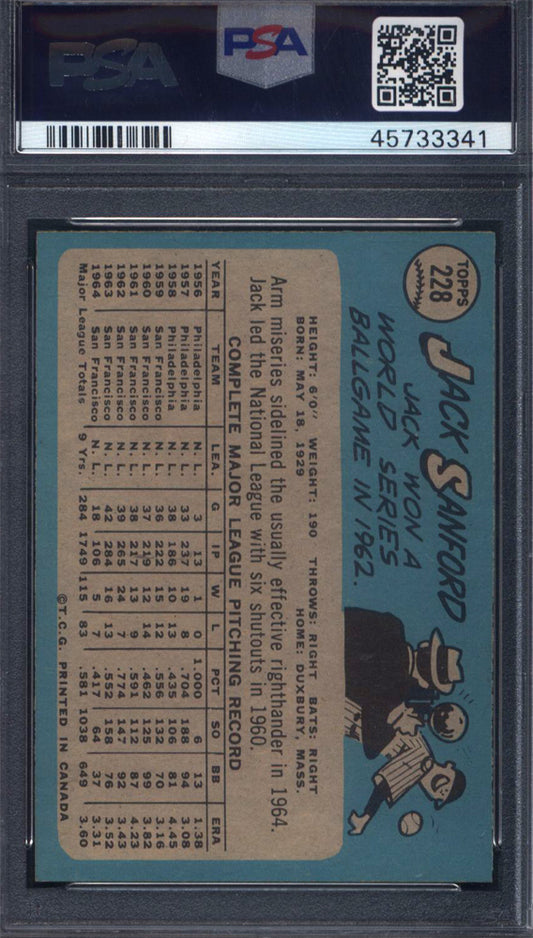 PSA
PSA
45733341
TOPPS
228
JACK SANFORD
JACK WON A
WORLD SERIES
BALLGAME IN 1962.
HEIGHT: 6'0" WEIGHT: 190 THROWS: RIGHT BATS: RIGHT
BORN: MAY 18, 1929 HOME: DUXBURY, MASS.
Arm miseries sidelined the usually effective righthander in 1964.
Jack led the National League with six shutouts in 1960.
COMPLETE MAJOR LEAGUE PITCHING RECORD
YEAR TEAM LEA. G IP W L PCT SO BB ERA
1956 Philadelphia N. L. 3 13 1 0 1.000 6 13 1.38
1957 Philadelphia N. L. 33 237 19 8 .704 188 94 3.08
1958 Philadelphia N. L. 38 186 10 13 .435 106 81 4.45
1959 San Francisco N. L. 36 222 15 12 .556 132 70 3.16
1960 San Francisco N. L. 37 219 12 14 .462 125 99 3.82
1961 San Francisco N. L. 38 217 13 9 .591 112 87 4.23
1962 San Francisco N. L. 39 265 24 7 .774 147 92 3.43
1963 San Francisco N. L. 42 284 16 13 .552 158 76 3.52
1964 San Francisco N. L. 18 106 5 7 .417 64 37 3.31
Major League Totals 9 Yrs. 284 1749 115 83 .581 1038 649 3.60
©T.C.G. PRINTED IN CANADA